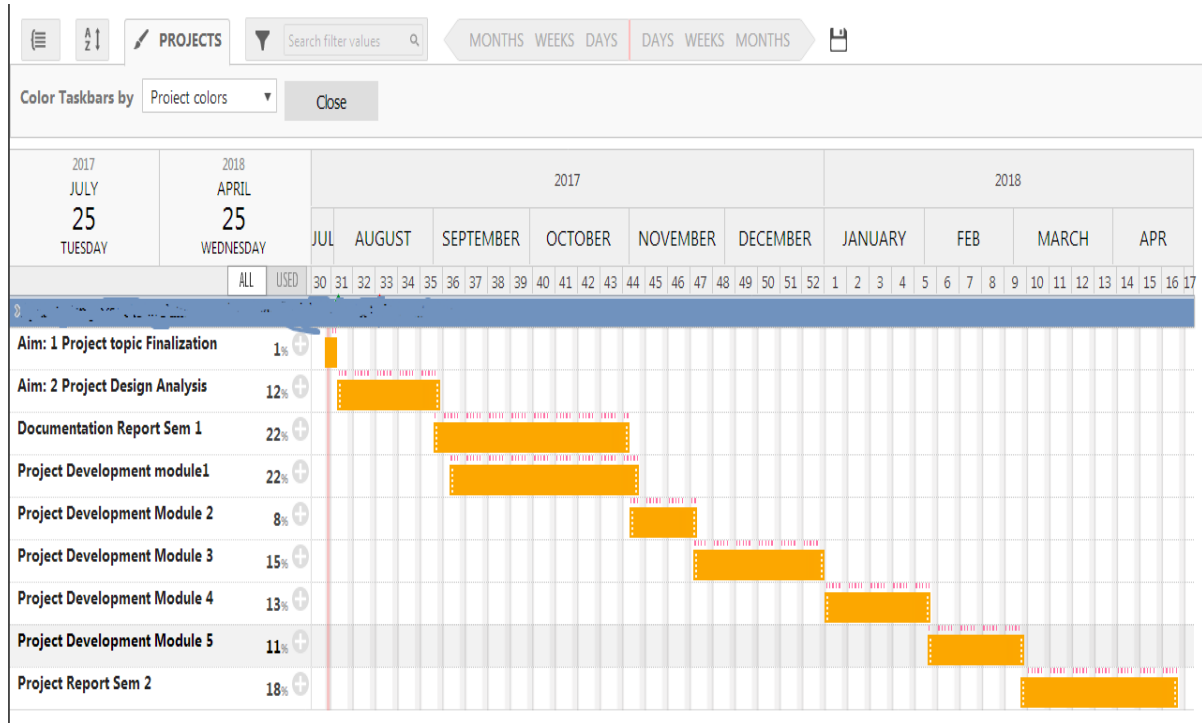 A Z PROJECTS Search filter values MONTHS WEEKS DAYS DAYS WEEKS MONTHS
Color Taskbars by Project colors Close
2017 2018 2017 2018
JULY APRIL
25 25
TUESDAY WEDNESDAY JUL AUGUST SEPTEMBER OCTOBER NOVEMBER DECEMBER JANUARY FEB MARCH APR
ALL USED 30 31 32 33 34 35 36 37 38 39 40 41 42 43 44 45 46 47 48 49 50 51 52 1 2 3 4 5 6 7 8 9 10 11 12 13 14 15 16 17
Aim: 1 Project topic Finalization 1%
Aim: 2 Project Design Analysis 12%
Documentation Report Sem 1 22%
Project Development module1 22%
Project Development Module 2 8%
Project Development Module 3 15%
Project Development Module 4 13%
Project Development Module 5 11%
Project Report Sem 2 18%